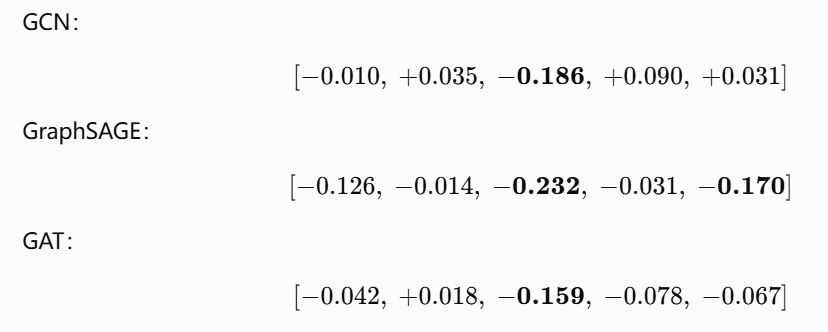 GCN:
[−0.010, +0.035, −0.186, +0.090, +0.031]
GraphSAGE:
[−0.126, −0.014, −0.232, −0.031, −0.170]
GAT:
[−0.042, +0.018, −0.159, −0.078, −0.067]